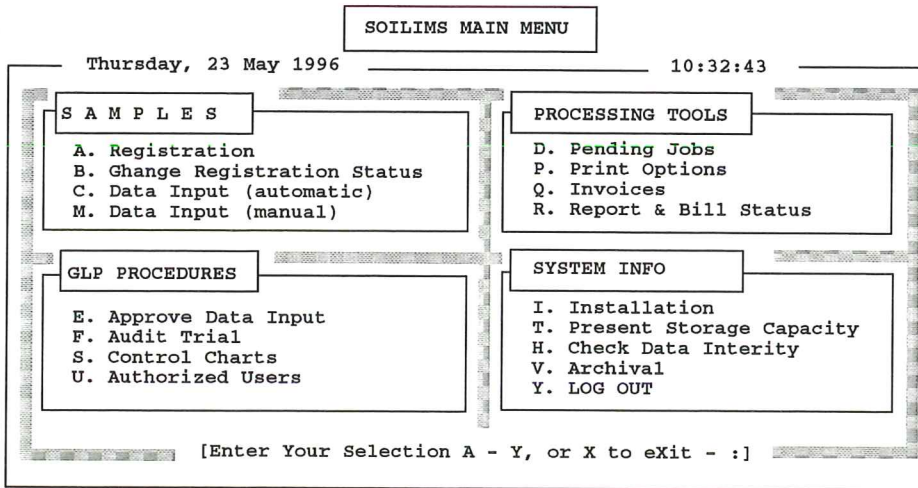 SOILIMS MAIN MENU
Thursday, 23 May 1996
10:32:43
S A M P L E S
A. Registration
B. Ghange Registration Status
C. Data Input (automatic)
M. Data Input (manual)
PROCESSING TOOLS
D. Pending Jobs
P. Print Options
Q. Invoices
R. Report & Bill Status
GLP PROCEDURES
E. Approve Data Input
F. Audit Trial
S. Control Charts
U. Authorized Users
SYSTEM INFO
I. Installation
T. Present Storage Capacity
H. Check Data Interity
V. Archival
Y. LOG OUT
[Enter Your Selection A - Y, or X to eXit - :]